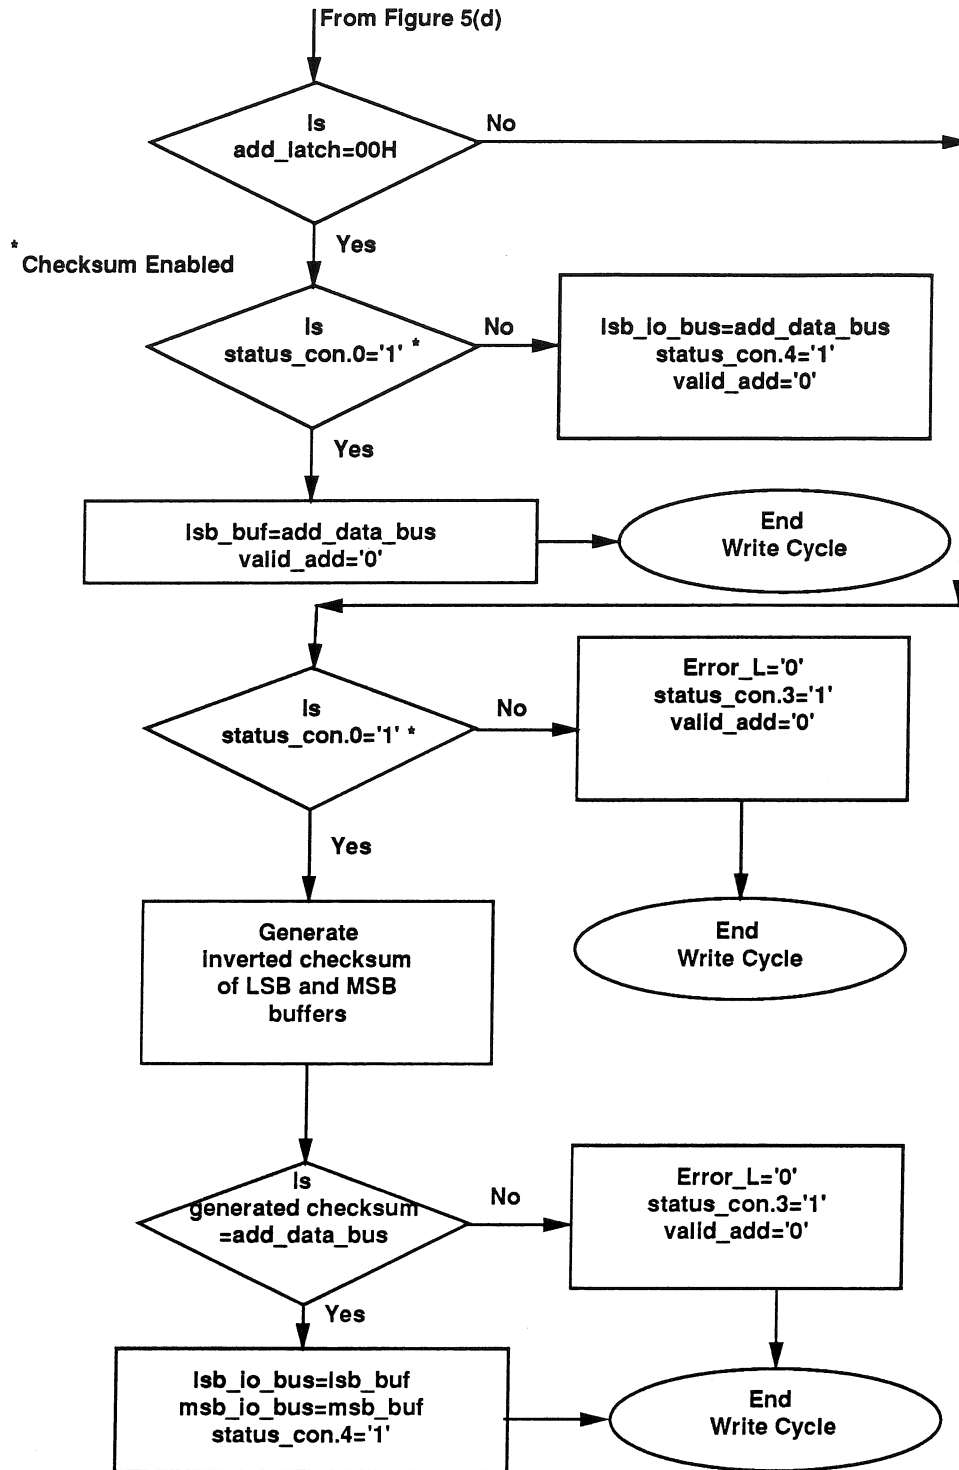 From Figure 5(d)
Is
add_latch=00H
No
Yes
*
Checksum Enabled
Is
status_con.0='1' *
No
lsb_io_bus=add_data_bus
status_con.4='1'
valid_add='0'
Yes
lsb_buf=add_data_bus
valid_add='0'
End
Write Cycle
Is
status_con.0='1' *
No
Error_L='0'
status_con.3='1'
valid_add='0'
Yes
End
Write Cycle
Generate
inverted checksum
of LSB and MSB
buffers
Is
generated checksum
=add_data_bus
No
Error_L='0'
status_con.3='1'
valid_add='0'
Yes
lsb_io_bus=lsb_buf
msb_io_bus=msb_buf
status_con.4='1'
End
Write Cycle